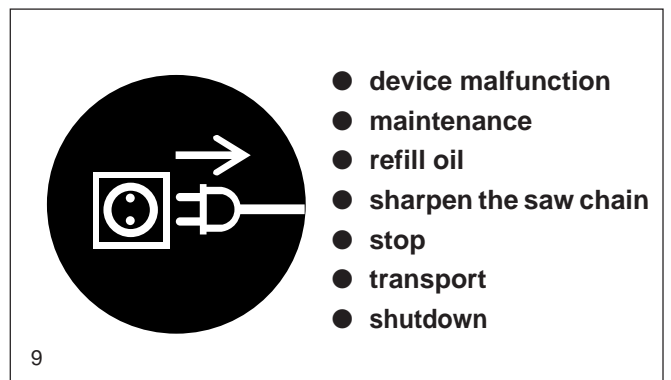 ● device malfunction
● maintenance
● refill oil
● sharpen the saw chain
● stop
● transport
● shutdown
9